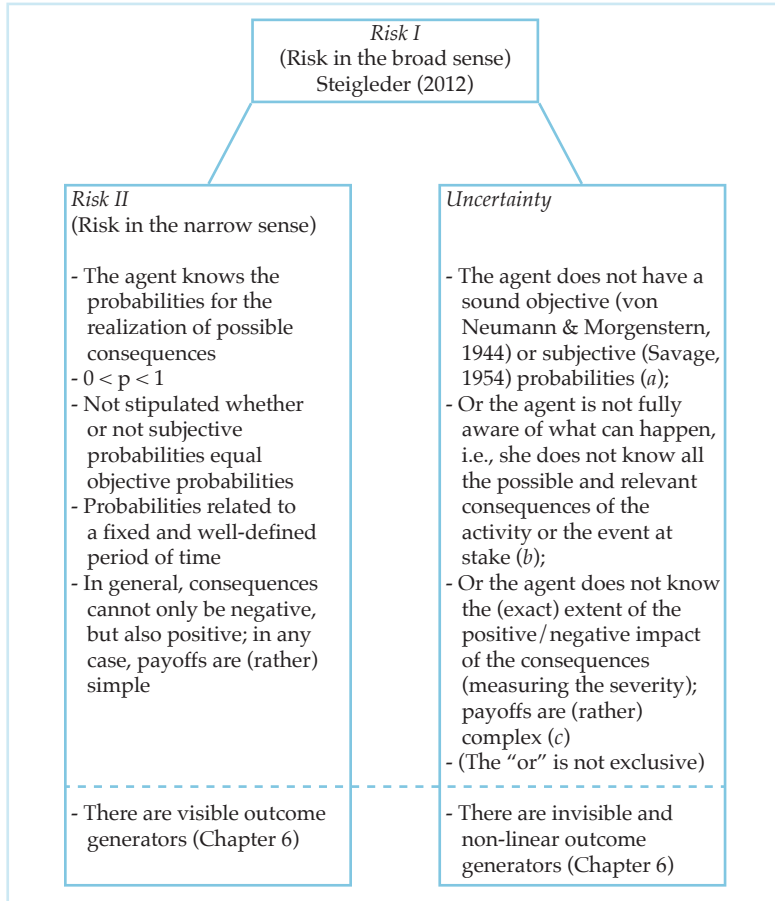 Risk I
(Risk in the broad sense)
Steigleder (2012)
Risk II
(Risk in the narrow sense)
- The agent knows the
probabilities for the
realization of possible
consequences
- 0 < p < 1
- Not stipulated whether
or not subjective
probabilities equal
objective probabilities
- Probabilities related to
a fixed and well-defined
period of time
- In general, consequences
cannot only be negative,
but also positive; in any
case, payoffs are (rather)
simple
- There are visible outcome
generators (Chapter 6)
Uncertainty
- The agent does not have a
sound objective (von
Neumann & Morgenstern,
1944) or subjective (Savage,
1954) probabilities (a);
- Or the agent is not fully
aware of what can happen,
i.e., she does not know all
the possible and relevant
consequences of the
activity or the event at
stake (b);
- Or the agent does not know
the (exact) extent of the
positive/negative impact
of the consequences
(measuring the severity);
payoffs are (rather)
complex (c)
- (The “or” is not exclusive)
- There are invisible and
non-linear outcome
generators (Chapter 6)